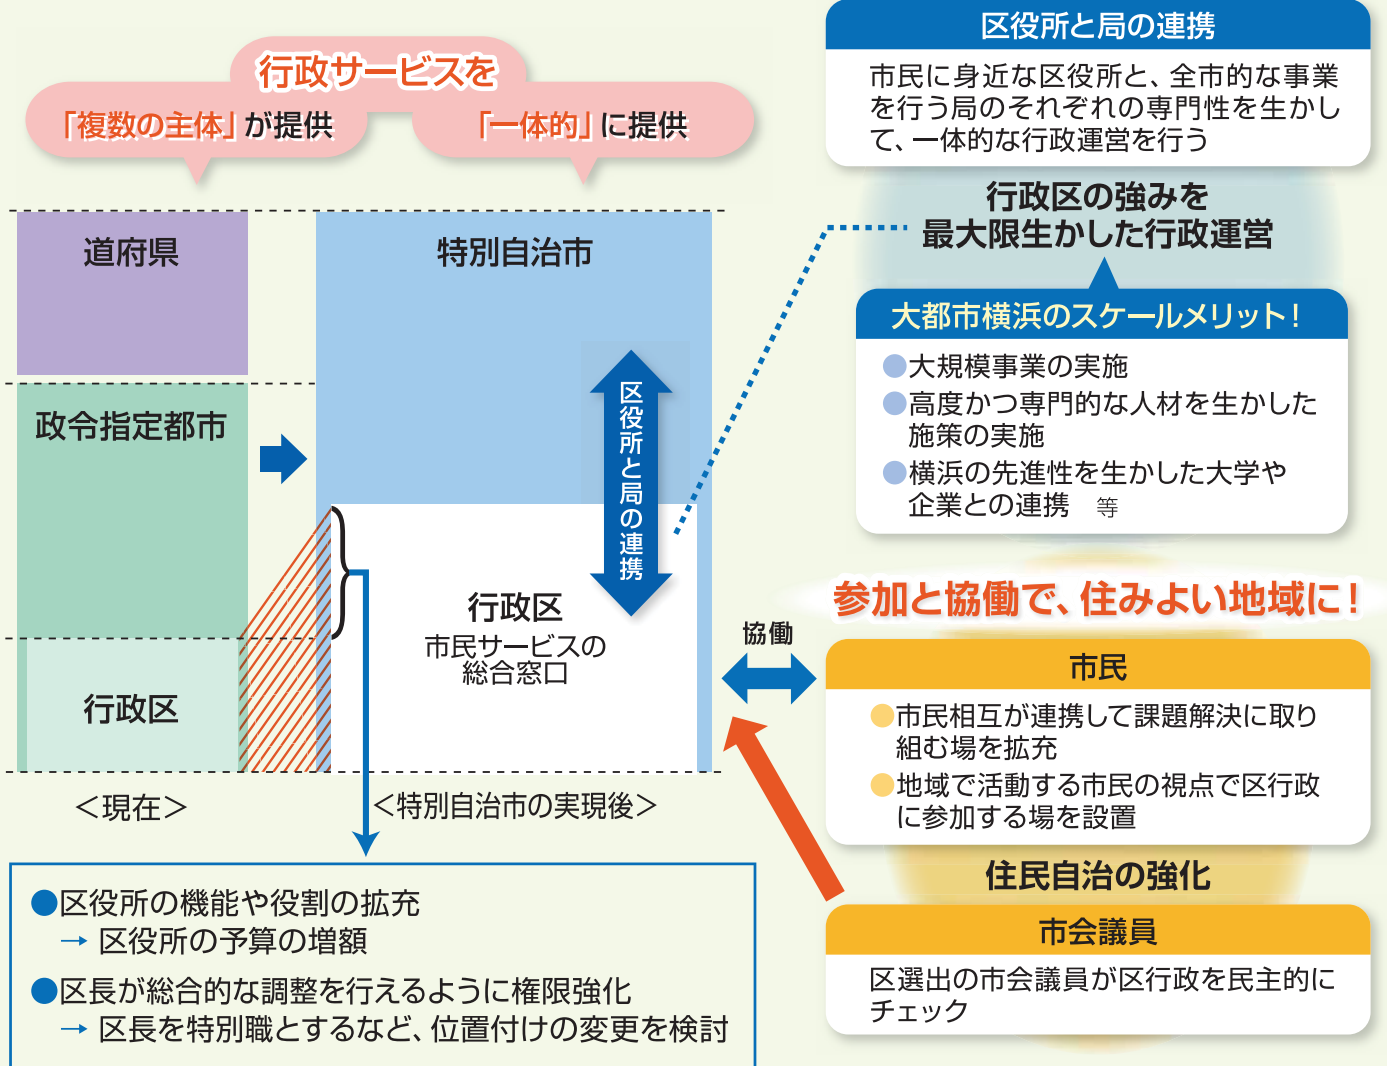 行政サービスを
「複数の主体」が提供
「一体的」に提供
道府県
政令指定都市
行政区
<現在>
特別自治市
区役所と局の連携
行政区
市民サービスの
総合窓口
<特別自治市の実現後>
●区役所の機能や役割の拡充
→ 区役所の予算の増額
●区長が総合的な調整を行えるように権限強化
→ 区長を特別職とするなど、位置付けの変更を検討
区役所と局の連携
市民に身近な区役所と、全市的な事業
を行う局のそれぞれの専門性を生かし
て、一体的な行政運営を行う
行政区の強みを
最大限生かした行政運営
大都市横浜のスケールメリット！
●大規模事業の実施
●高度かつ専門的な人材を生かした
施策の実施
●横浜の先進性を生かした大学や
企業との連携　等
参加と協働で、住みよい地域に！
協働
市民
●市民相互が連携して課題解決に取り
組む場を拡充
●地域で活動する市民の視点で区行政
に参加する場を設置
住民自治の強化
市会議員
区選出の市会議員が区行政を民主的に
チェック